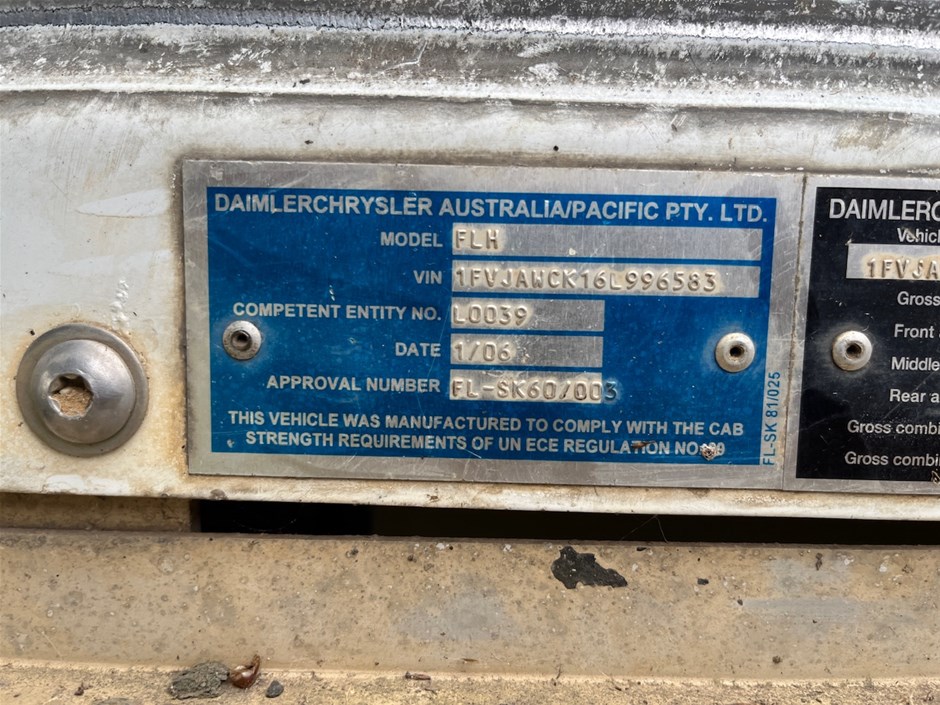 DAIMLERCHRYSLER AUSTRALIA/PACIFIC PTY. LTD.
MODEL FLH
VIN 1FVJAWCK16L996583
COMPETENT ENTITY NO. L0039
DATE 1/06
APPROVAL NUMBER FL-SK60/003
THIS VEHICLE WAS MANUFACTURED TO COMPLY WITH THE CAB
STRENGTH REQUIREMENTS OF UN ECE REGULATION NO:
FL-SK 81/025
DAIMLERC
Vehicl
1FVJA
Gross
Front
Middle
Rear a
Gross combi
Gross combi